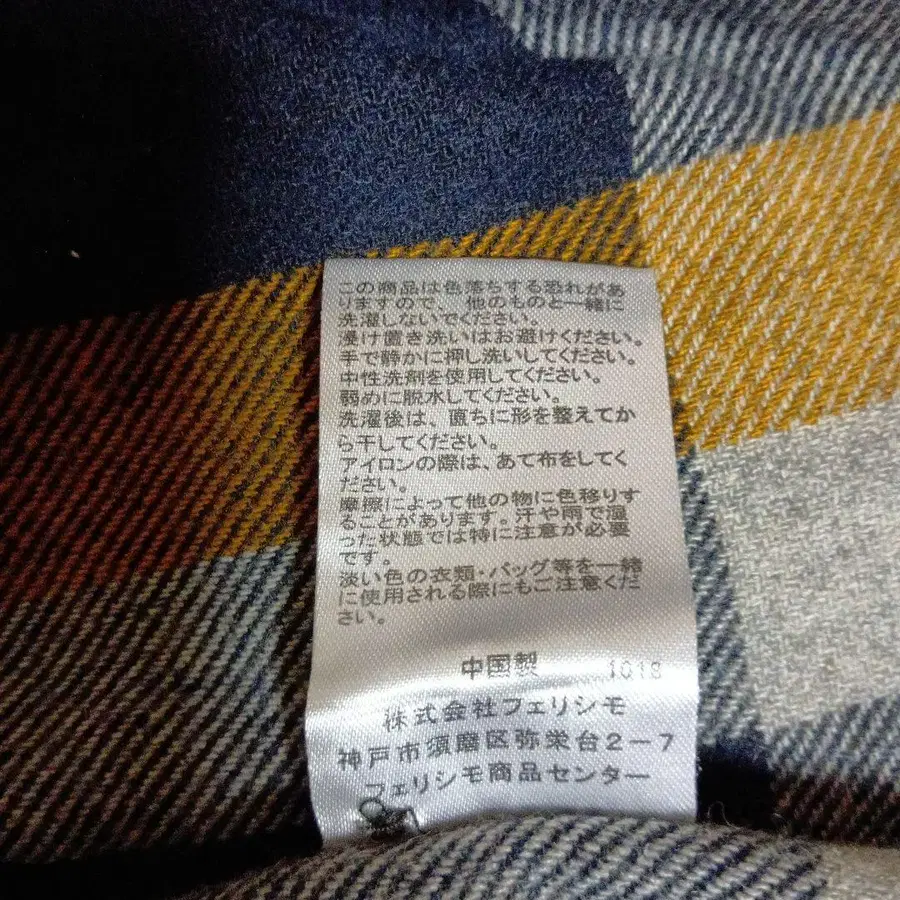 この商品は色落ちする恐れがあ
りますので、他のものと一緒に
洗濯しないでください。
浸け置き洗いはお避けください。
手で静かに押し洗いしてください。
中性洗剤を使用してください。
弱めに脱水してください。
洗濯後は、直ちに形を整えてか
ら干してください。
アイロンの際は、あて布をしてく
ださい。
摩擦によって他の物に色移りす
ることがあります。汗や雨で湿
った状態では特に注意が必要
です。
淡い色の衣類・バッグ等を一緒
に使用される際にもご注意くだ
さい。
中国製 1018
株式会社フェリシモ
神戸市須磨区弥栄台2-7
フェリシモ商品センター